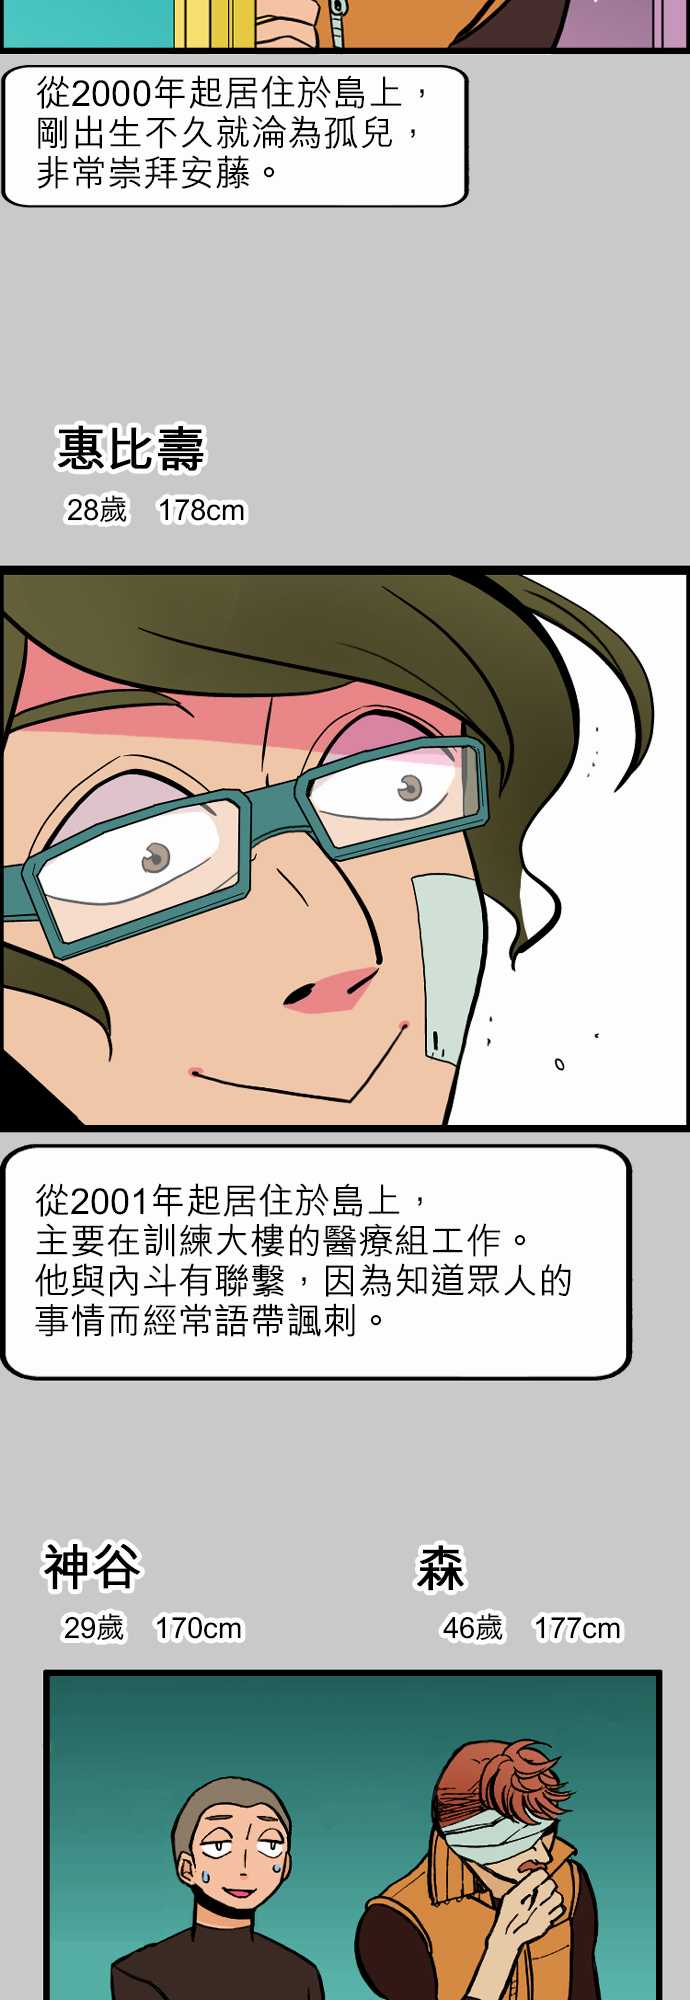 從2000年起居住於島上，
剛出生不久就淪為孤兒，
非常崇拜安藤。
惠比壽
28歲 178cm
從2001年起居住於島上，
主要在訓練大樓的醫療組工作。
他與內斗有聯繫，因為知道眾人的
事情而經常語帶諷刺。
神谷
29歲 170cm
森
46歲 177cm